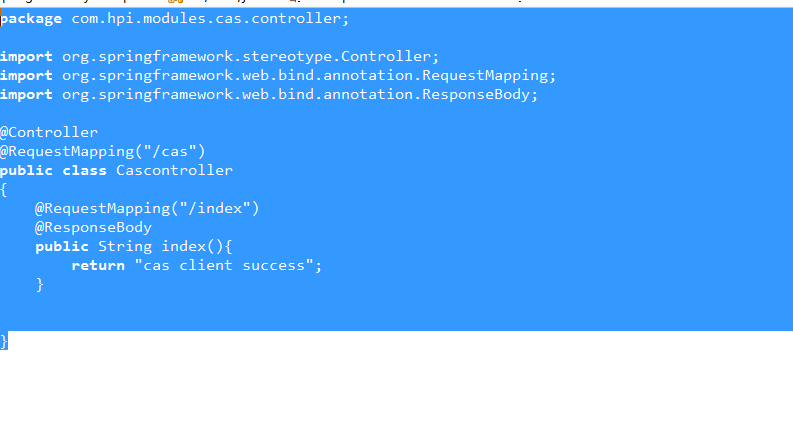 package com.hpi.modules.cas.controller;
import org.springframework.stereotype.Controller;
import org.springframework.web.bind.annotation.RequestMapping;
import org.springframework.web.bind.annotation.ResponseBody;
@Controller
@RequestMapping("/cas")
public class Cascontroller
{
@RequestMapping("/index")
@ResponseBody
public String index(){
return "cas client success";
}
}